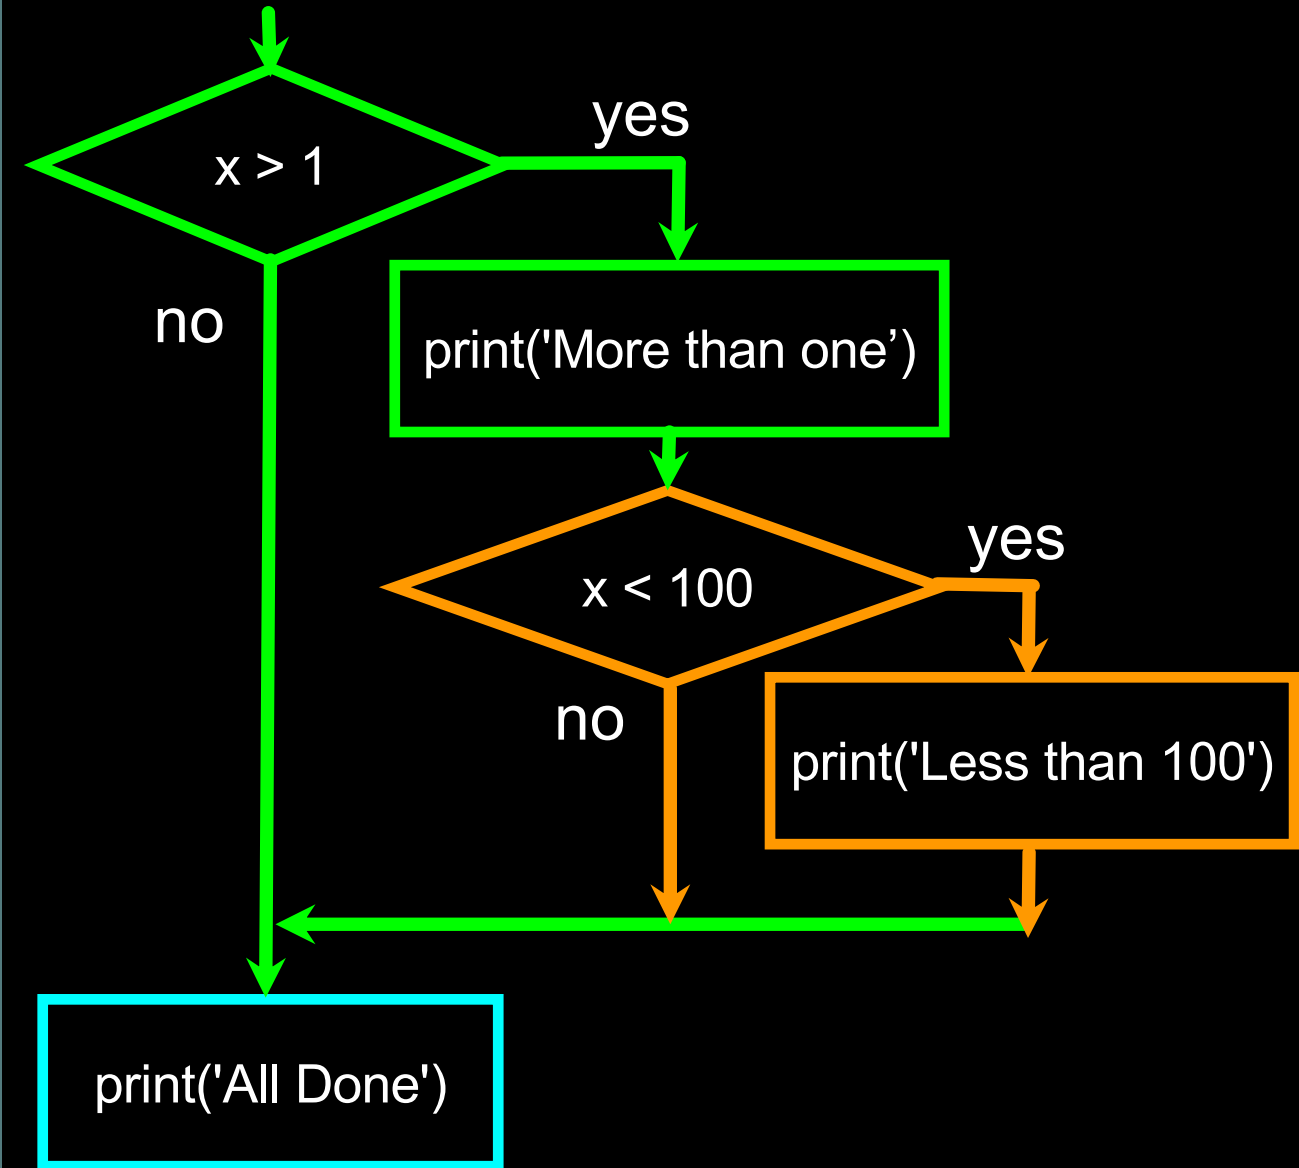 yes
x > 1
no
print('More than one’)
yes
x < 100
no
print('Less than 100')
print('All Done')